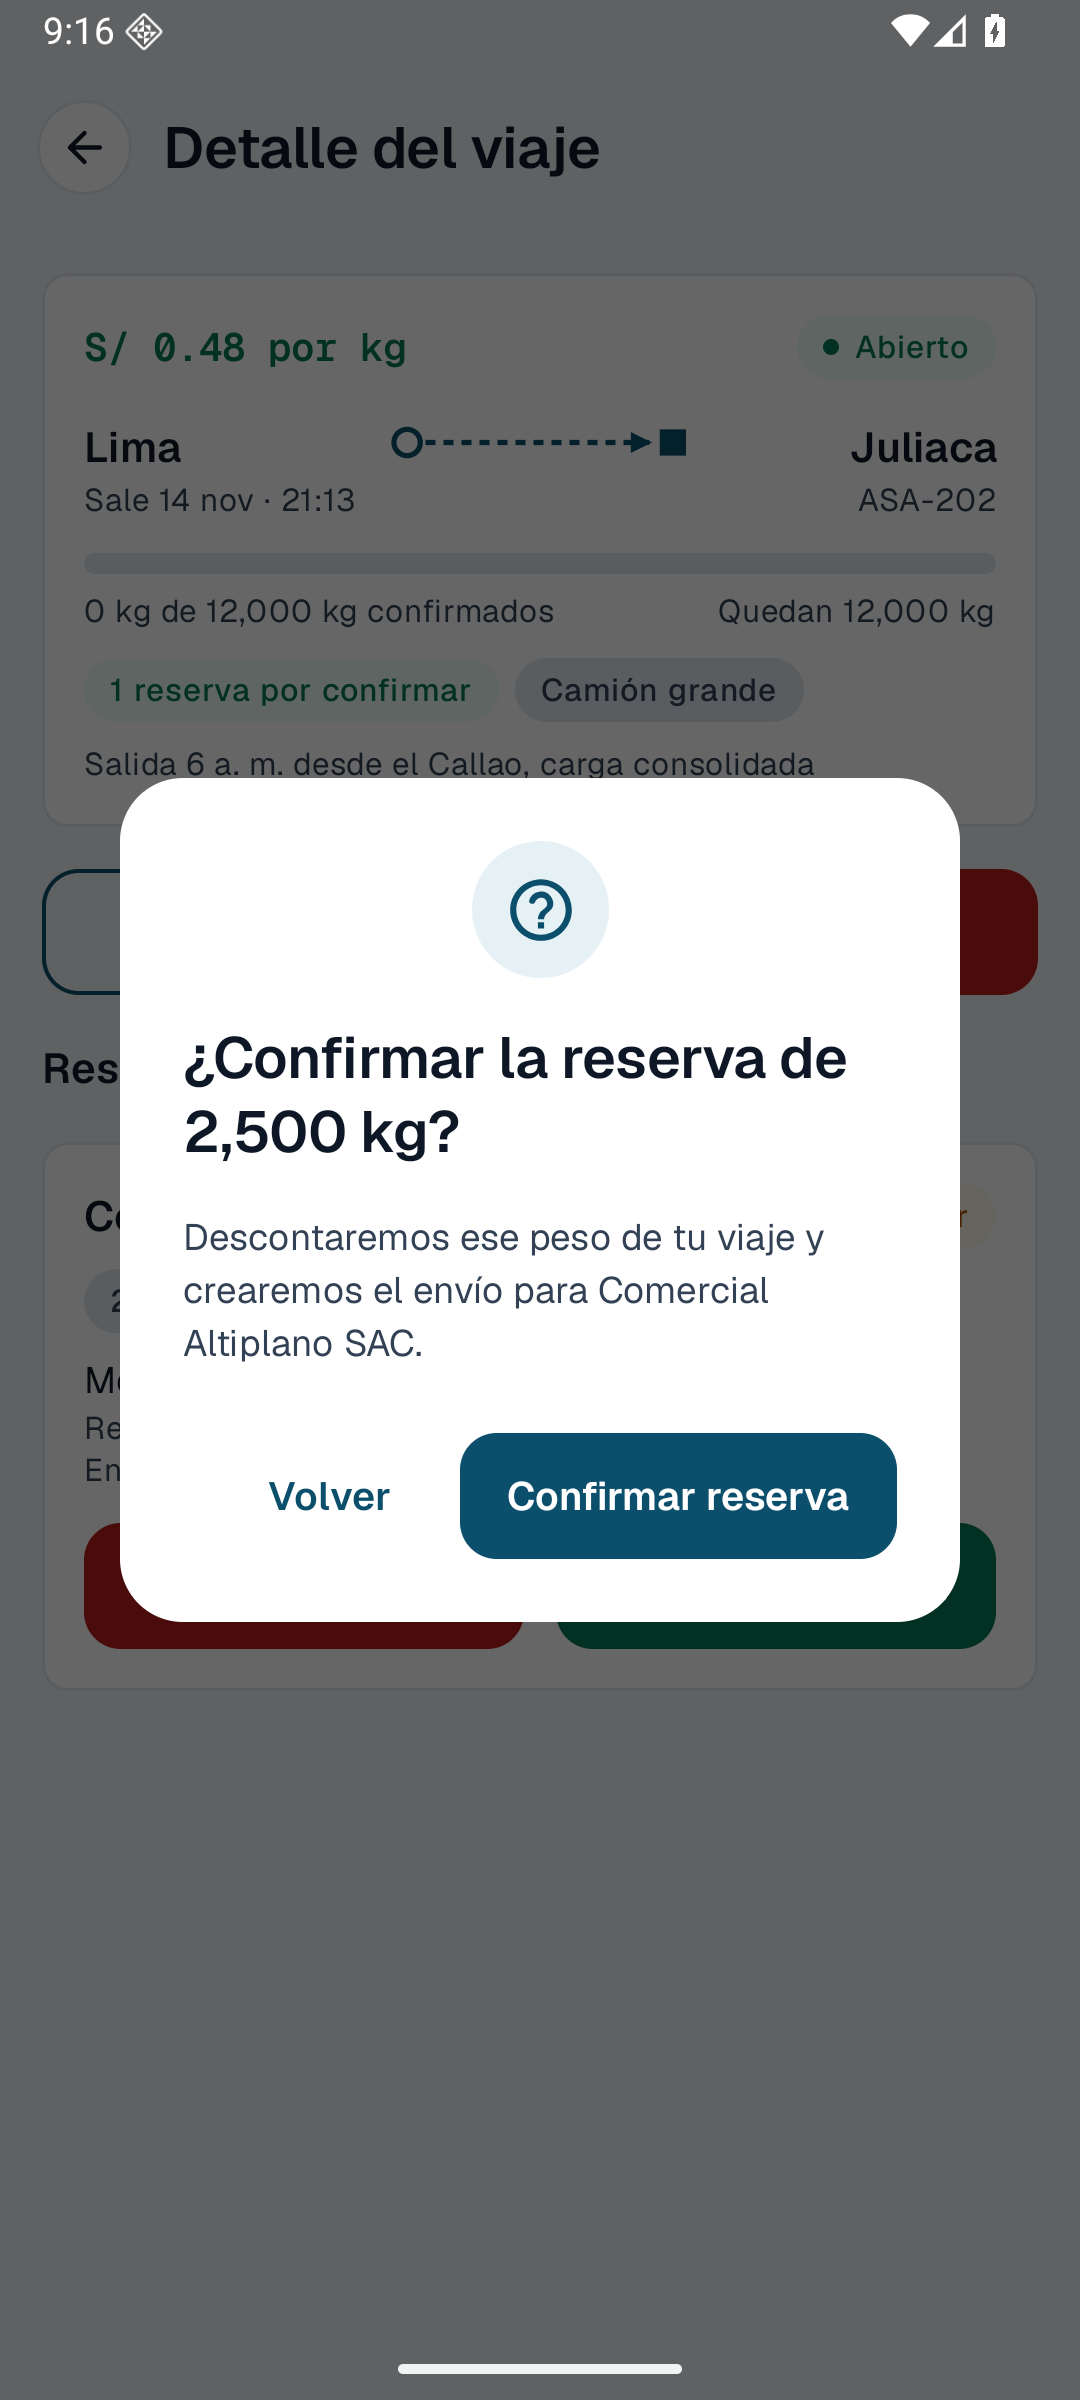 9:16
Detalle del viaje
S/ 0.48 por kg
Abierto
Lima
Juliaca
Sale 14 nov · 21:13
ASA-202
0 kg de 12,000 kg confirmados
Quedan 12,000 kg
1 reserva por confirmar
Camión grande
Salida 6 a. m. desde el Callao, carga consolidada
¿Confirmar la reserva de
2,500 kg?
Descontaremos ese peso de tu viaje y
crearemos el envío para Comercial
Altiplano SAC.
Volver
Confirmar reserva